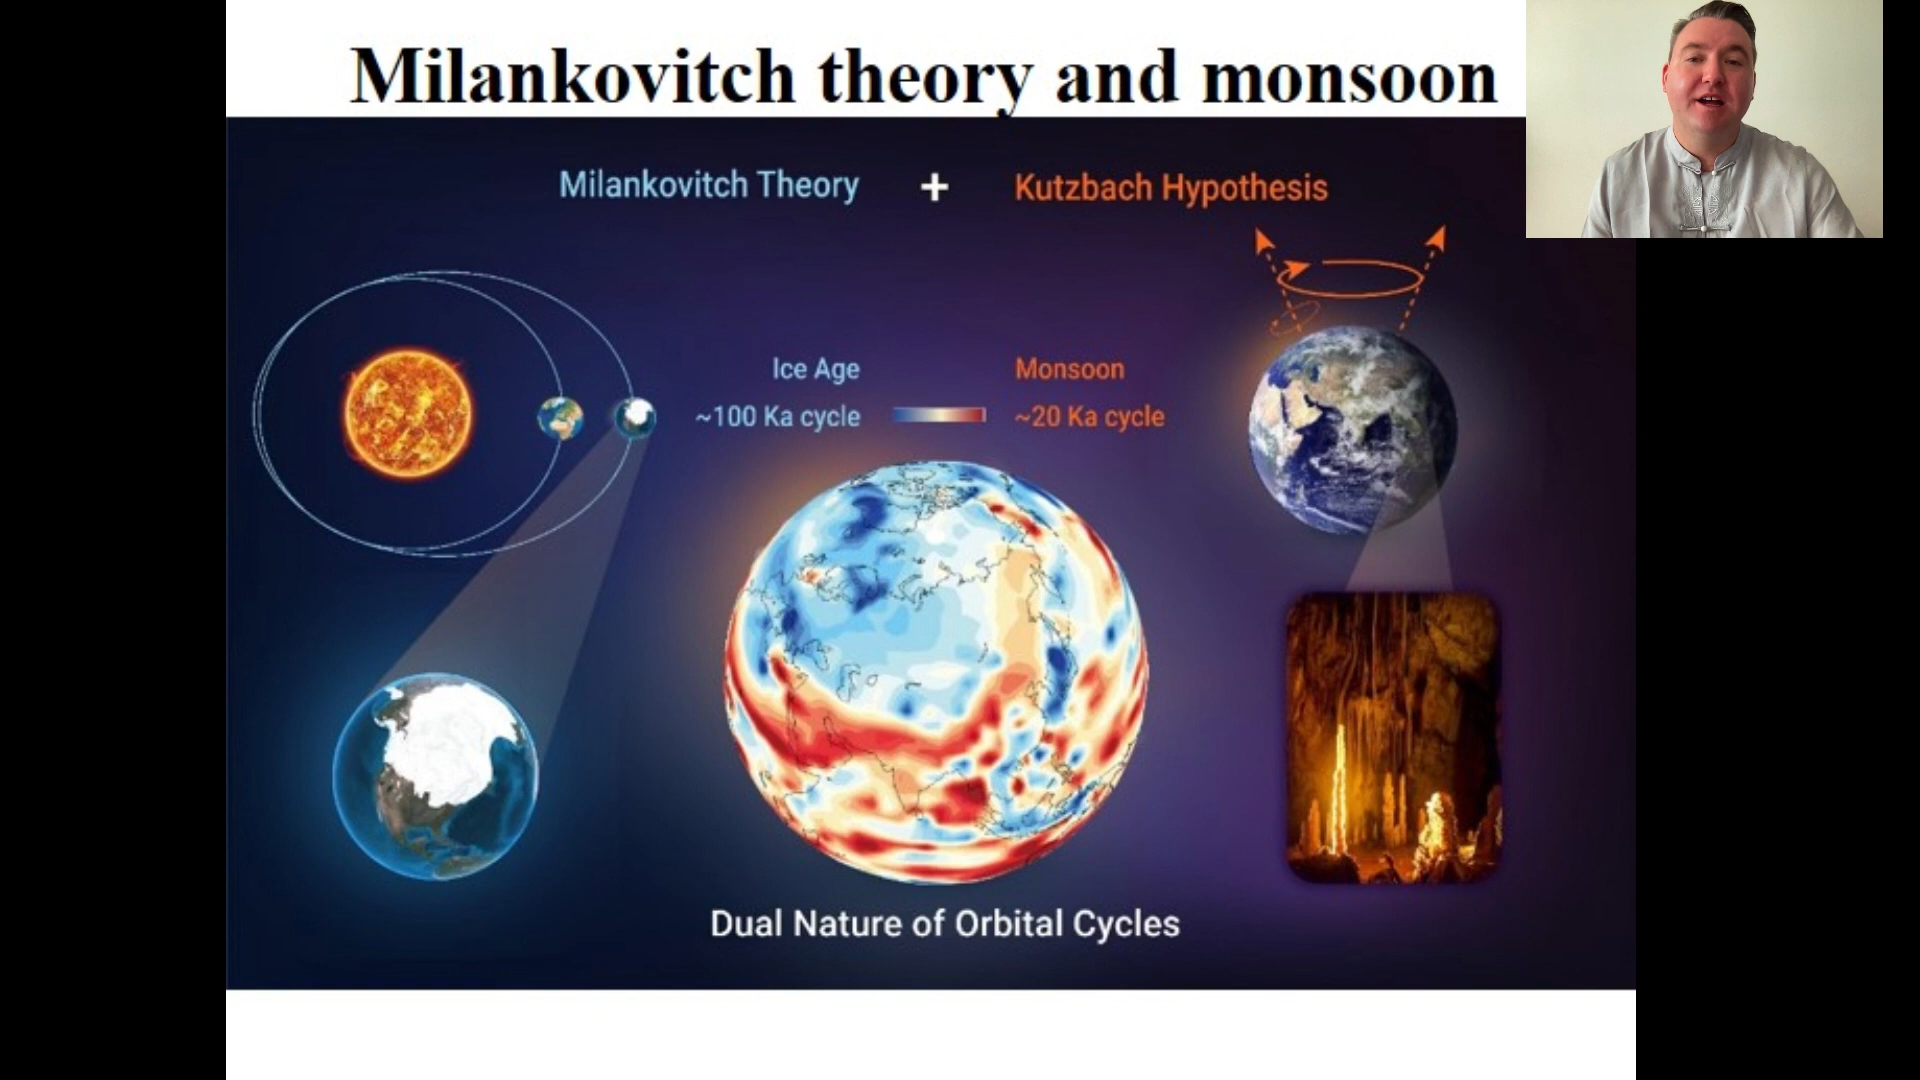 Milankovitch theory and monsoon
Milankovitch Theory + Kutzbach Hypothesis
Ice Age Monsoon
~100 Ka cycle ~20 Ka cycle
Dual Nature of Orbital Cycles